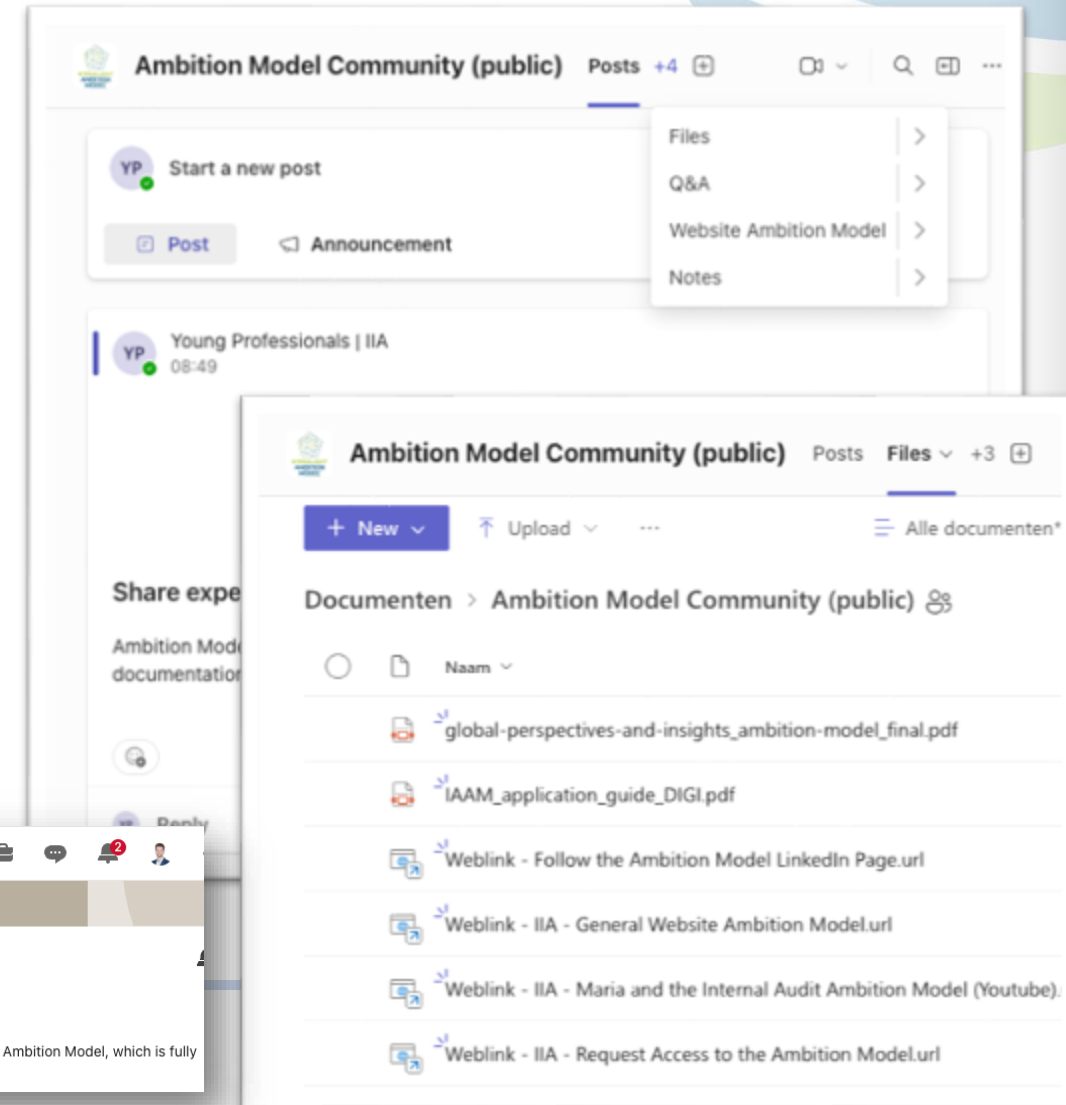 Ambition Model Community (public) Posts +4
Files
Q&A
Website Ambition Model
Notes
YP Start a new post
Post Announcement
YP Young Professionals | IIA
08:49
Share expe
Ambition Mode
documentation
Reply
Ambition Model Community (public) Posts Files +3
+ New Upload ... Alle documenten*
Documenten > Ambition Model Community (public)
Naam
global-perspectives-and-insights_ambition-model_final.pdf
IAAM_application_guide_DIGI.pdf
Weblink - Follow the Ambition Model LinkedIn Page.url
Weblink - IIA - General Website Ambition Model.url
Weblink - IIA - Maria and the Internal Audit Ambition Model (Youtube).
Weblink - IIA - Request Access to the Ambition Model.url
2
Ambition Model, which is fully